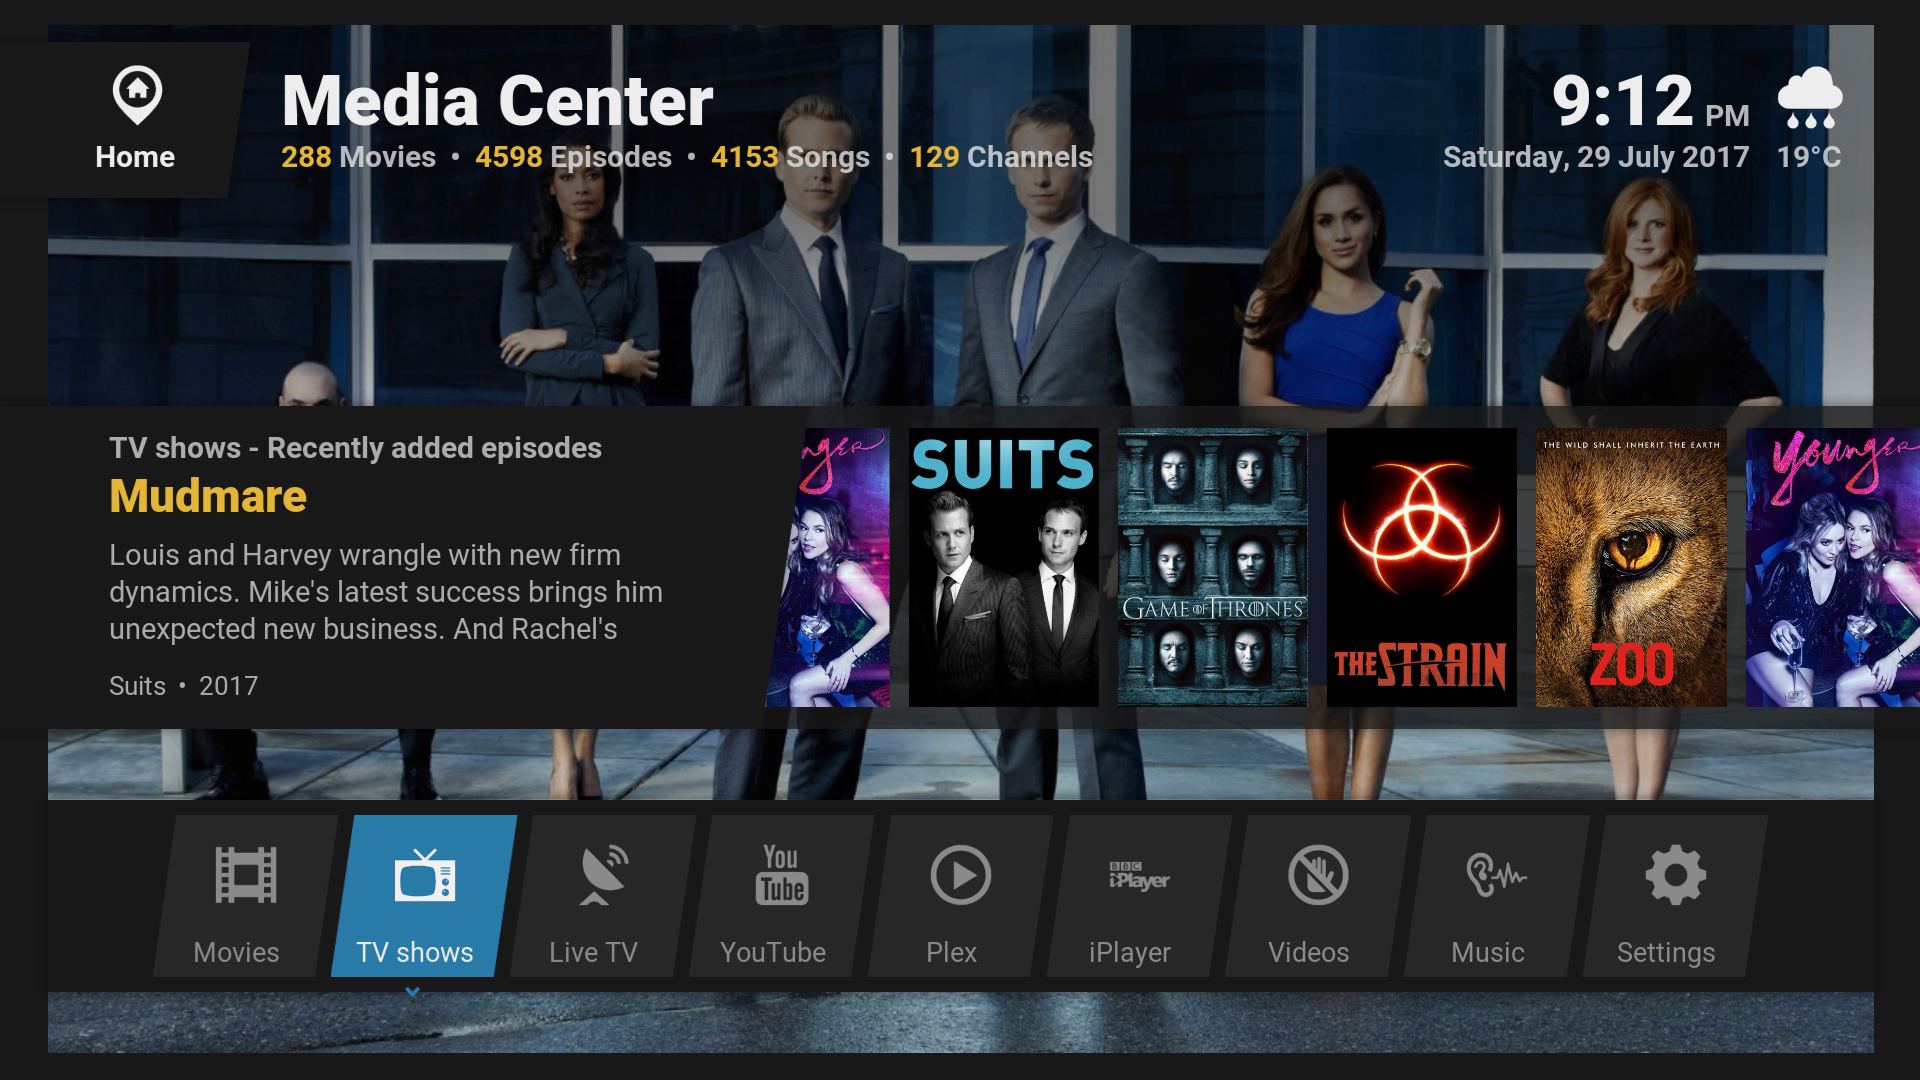 Home
Media Center
288 Movies • 4598 Episodes • 4153 Songs • 129 Channels
9:12 PM
Saturday, 29 July 2017
19°C
TV shows - Recently added episodes
Mudmare
Louis and Harvey wrangle with new firm
dynamics. Mike's latest success brings him
unexpected new business. And Rachel's
Suits • 2017
nger
SUITS
GAME OF THRONES
THE STRAIN
THE WILD SHALL INHERIT THE EARTH
ZOO
Younger
Movies
TV shows
Live TV
You
Tube
YouTube
Plex
BBC
iPlayer
iPlayer
Videos
Music
Settings